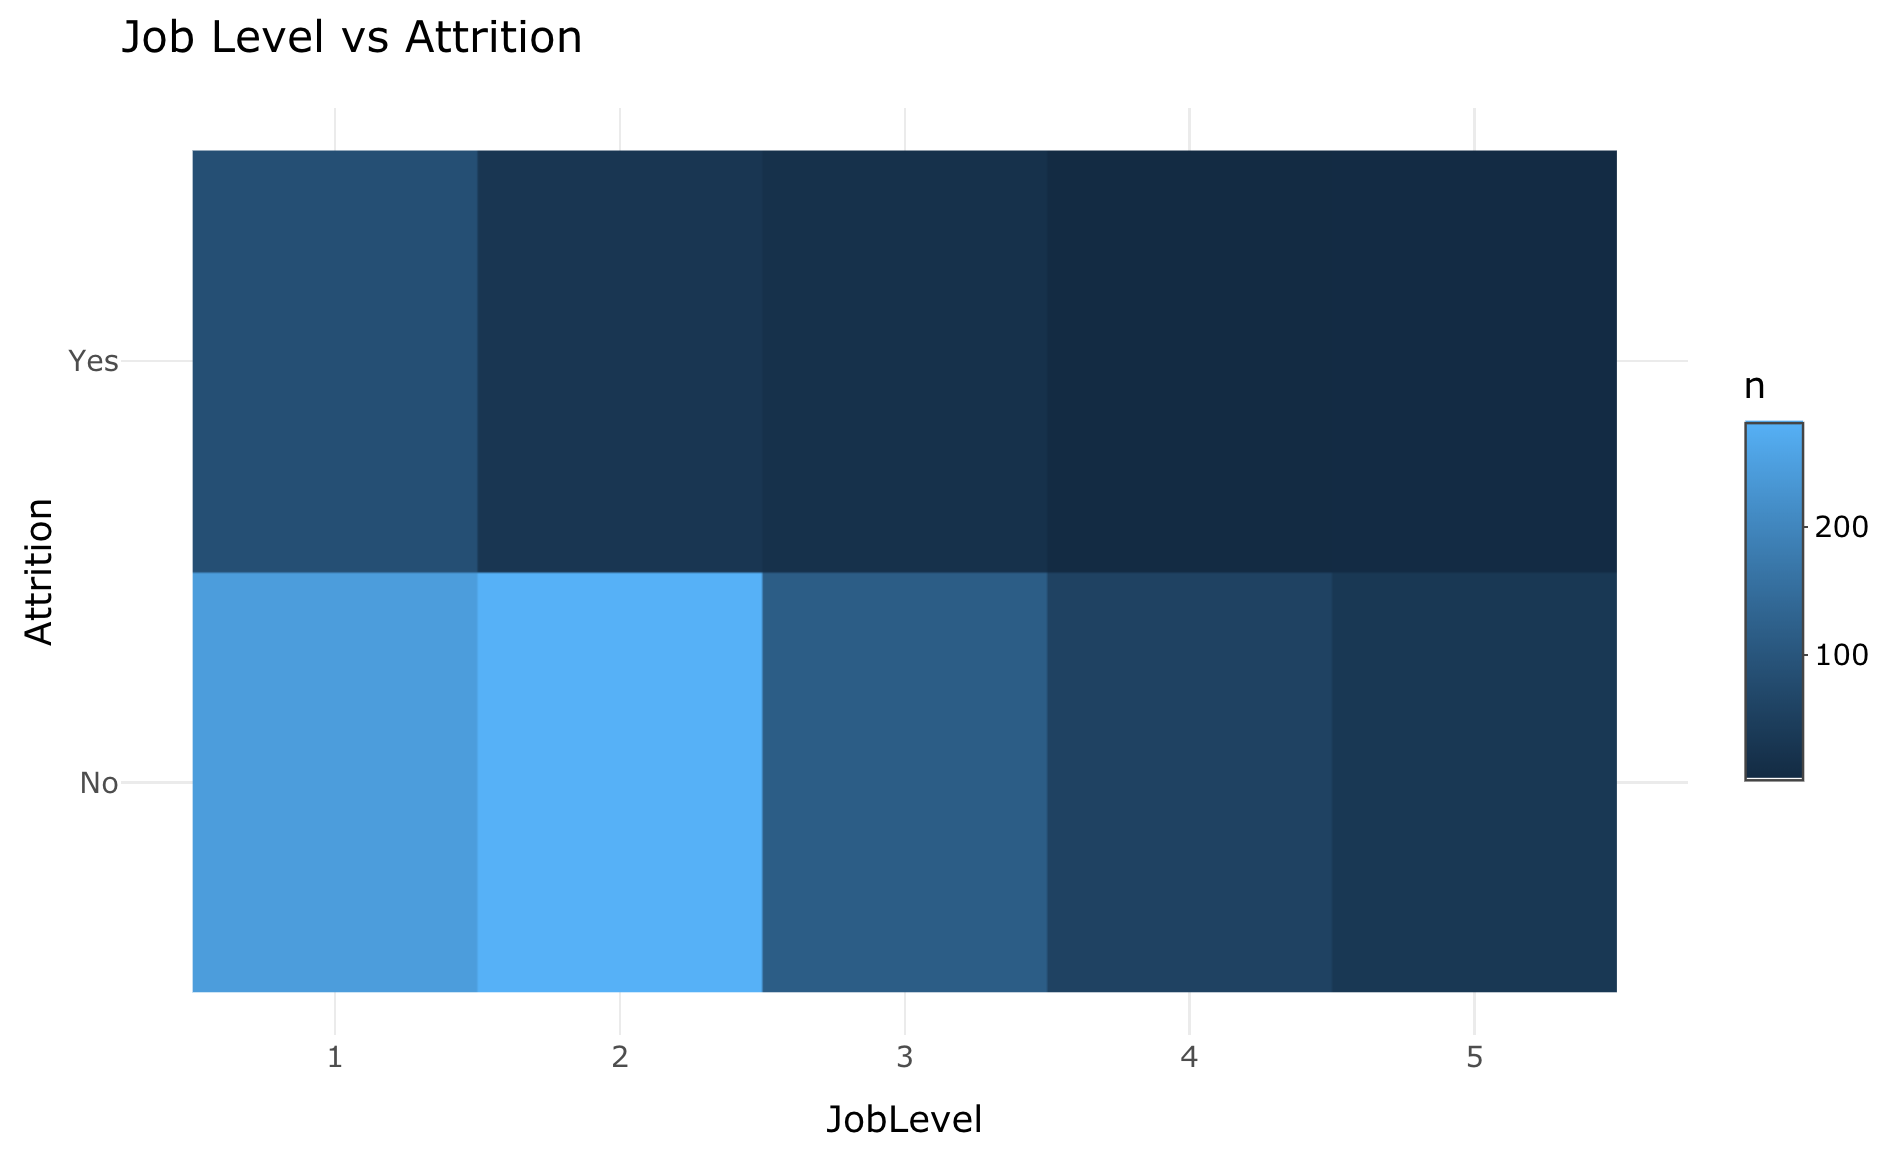 Job Level vs Attrition
Yes
No
Attrition
1 2 3 4 5
JobLevel
n
200
100